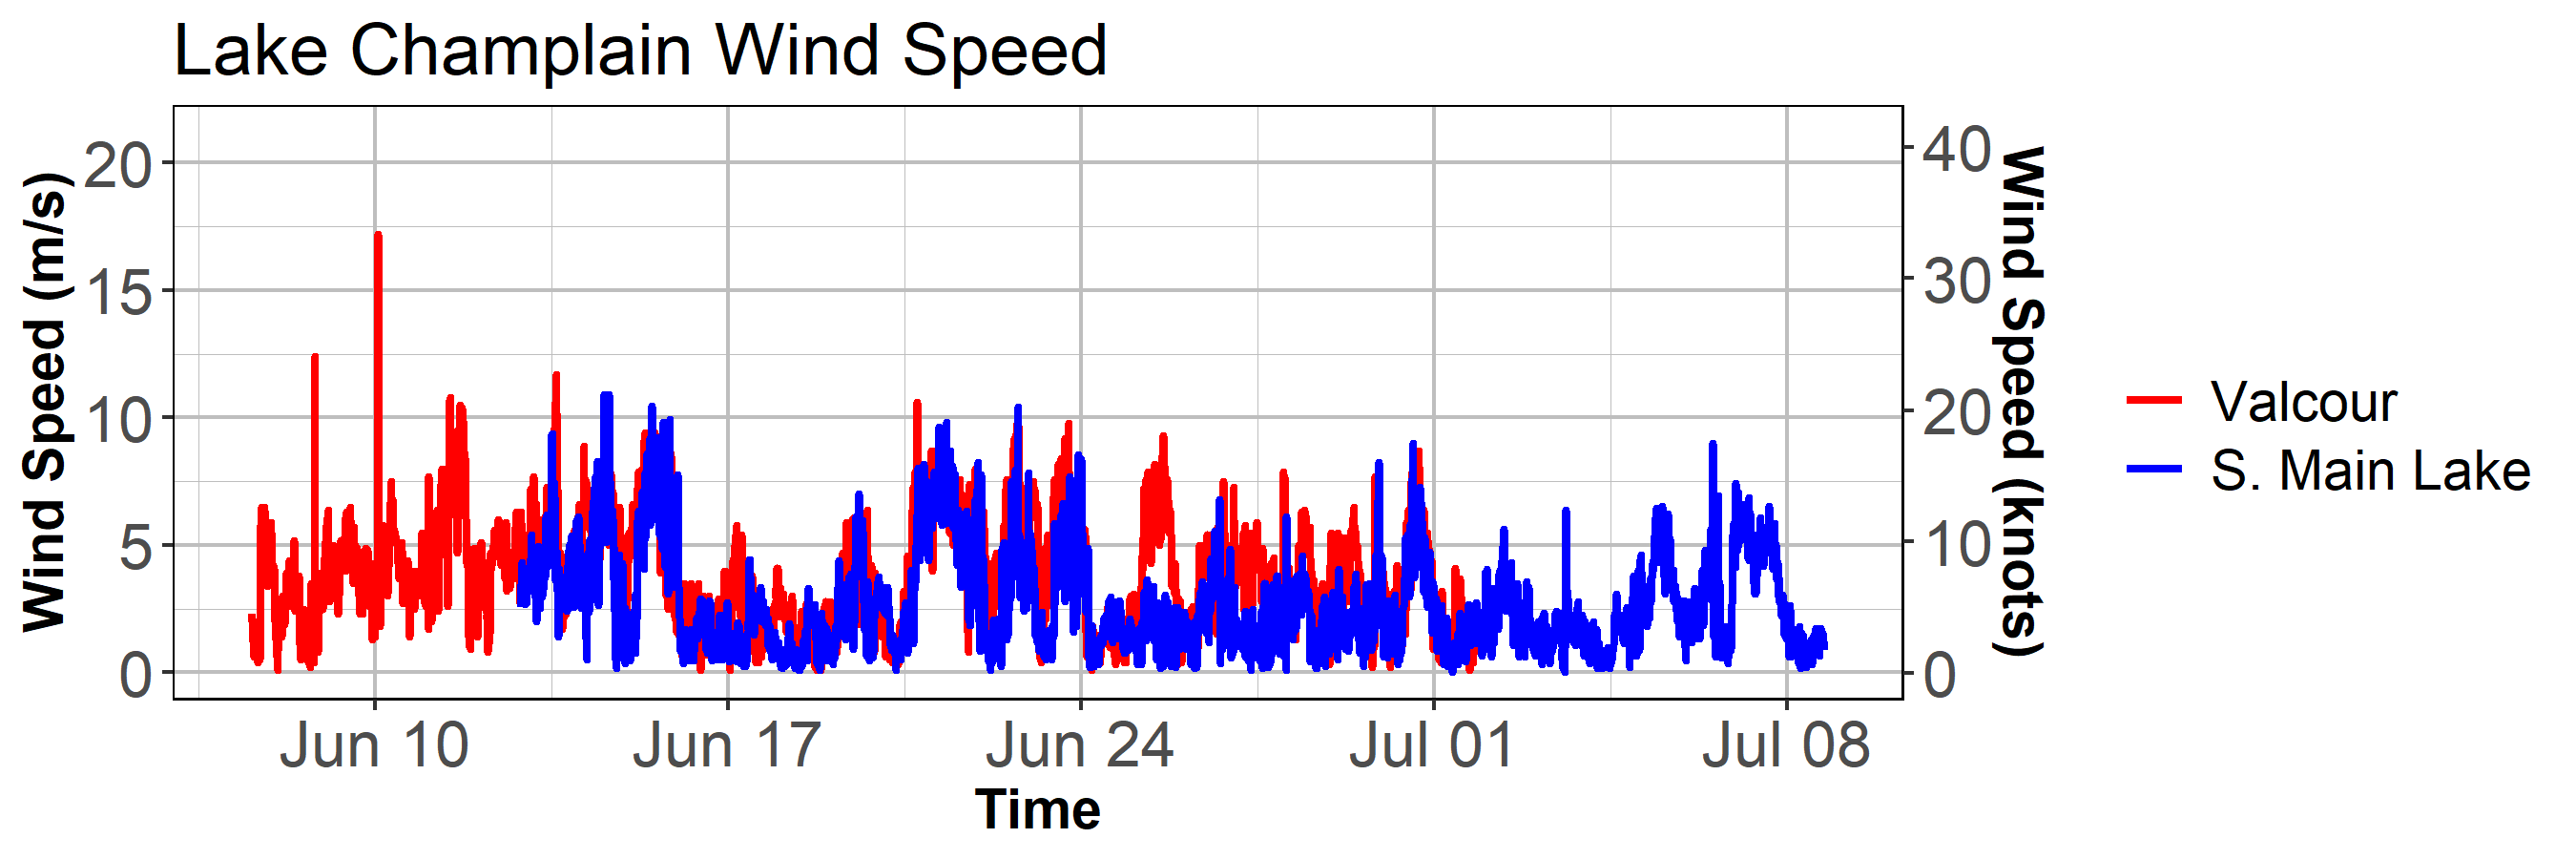 Lake Champlain Wind Speed
Wind Speed (m/s)
20
15
10
5
0
40
30
20
10
0
Wind Speed (knots)
Jun 10
Jun 17
Jun 24
Jul 01
Jul 08
Time
Valcour
S. Main Lake